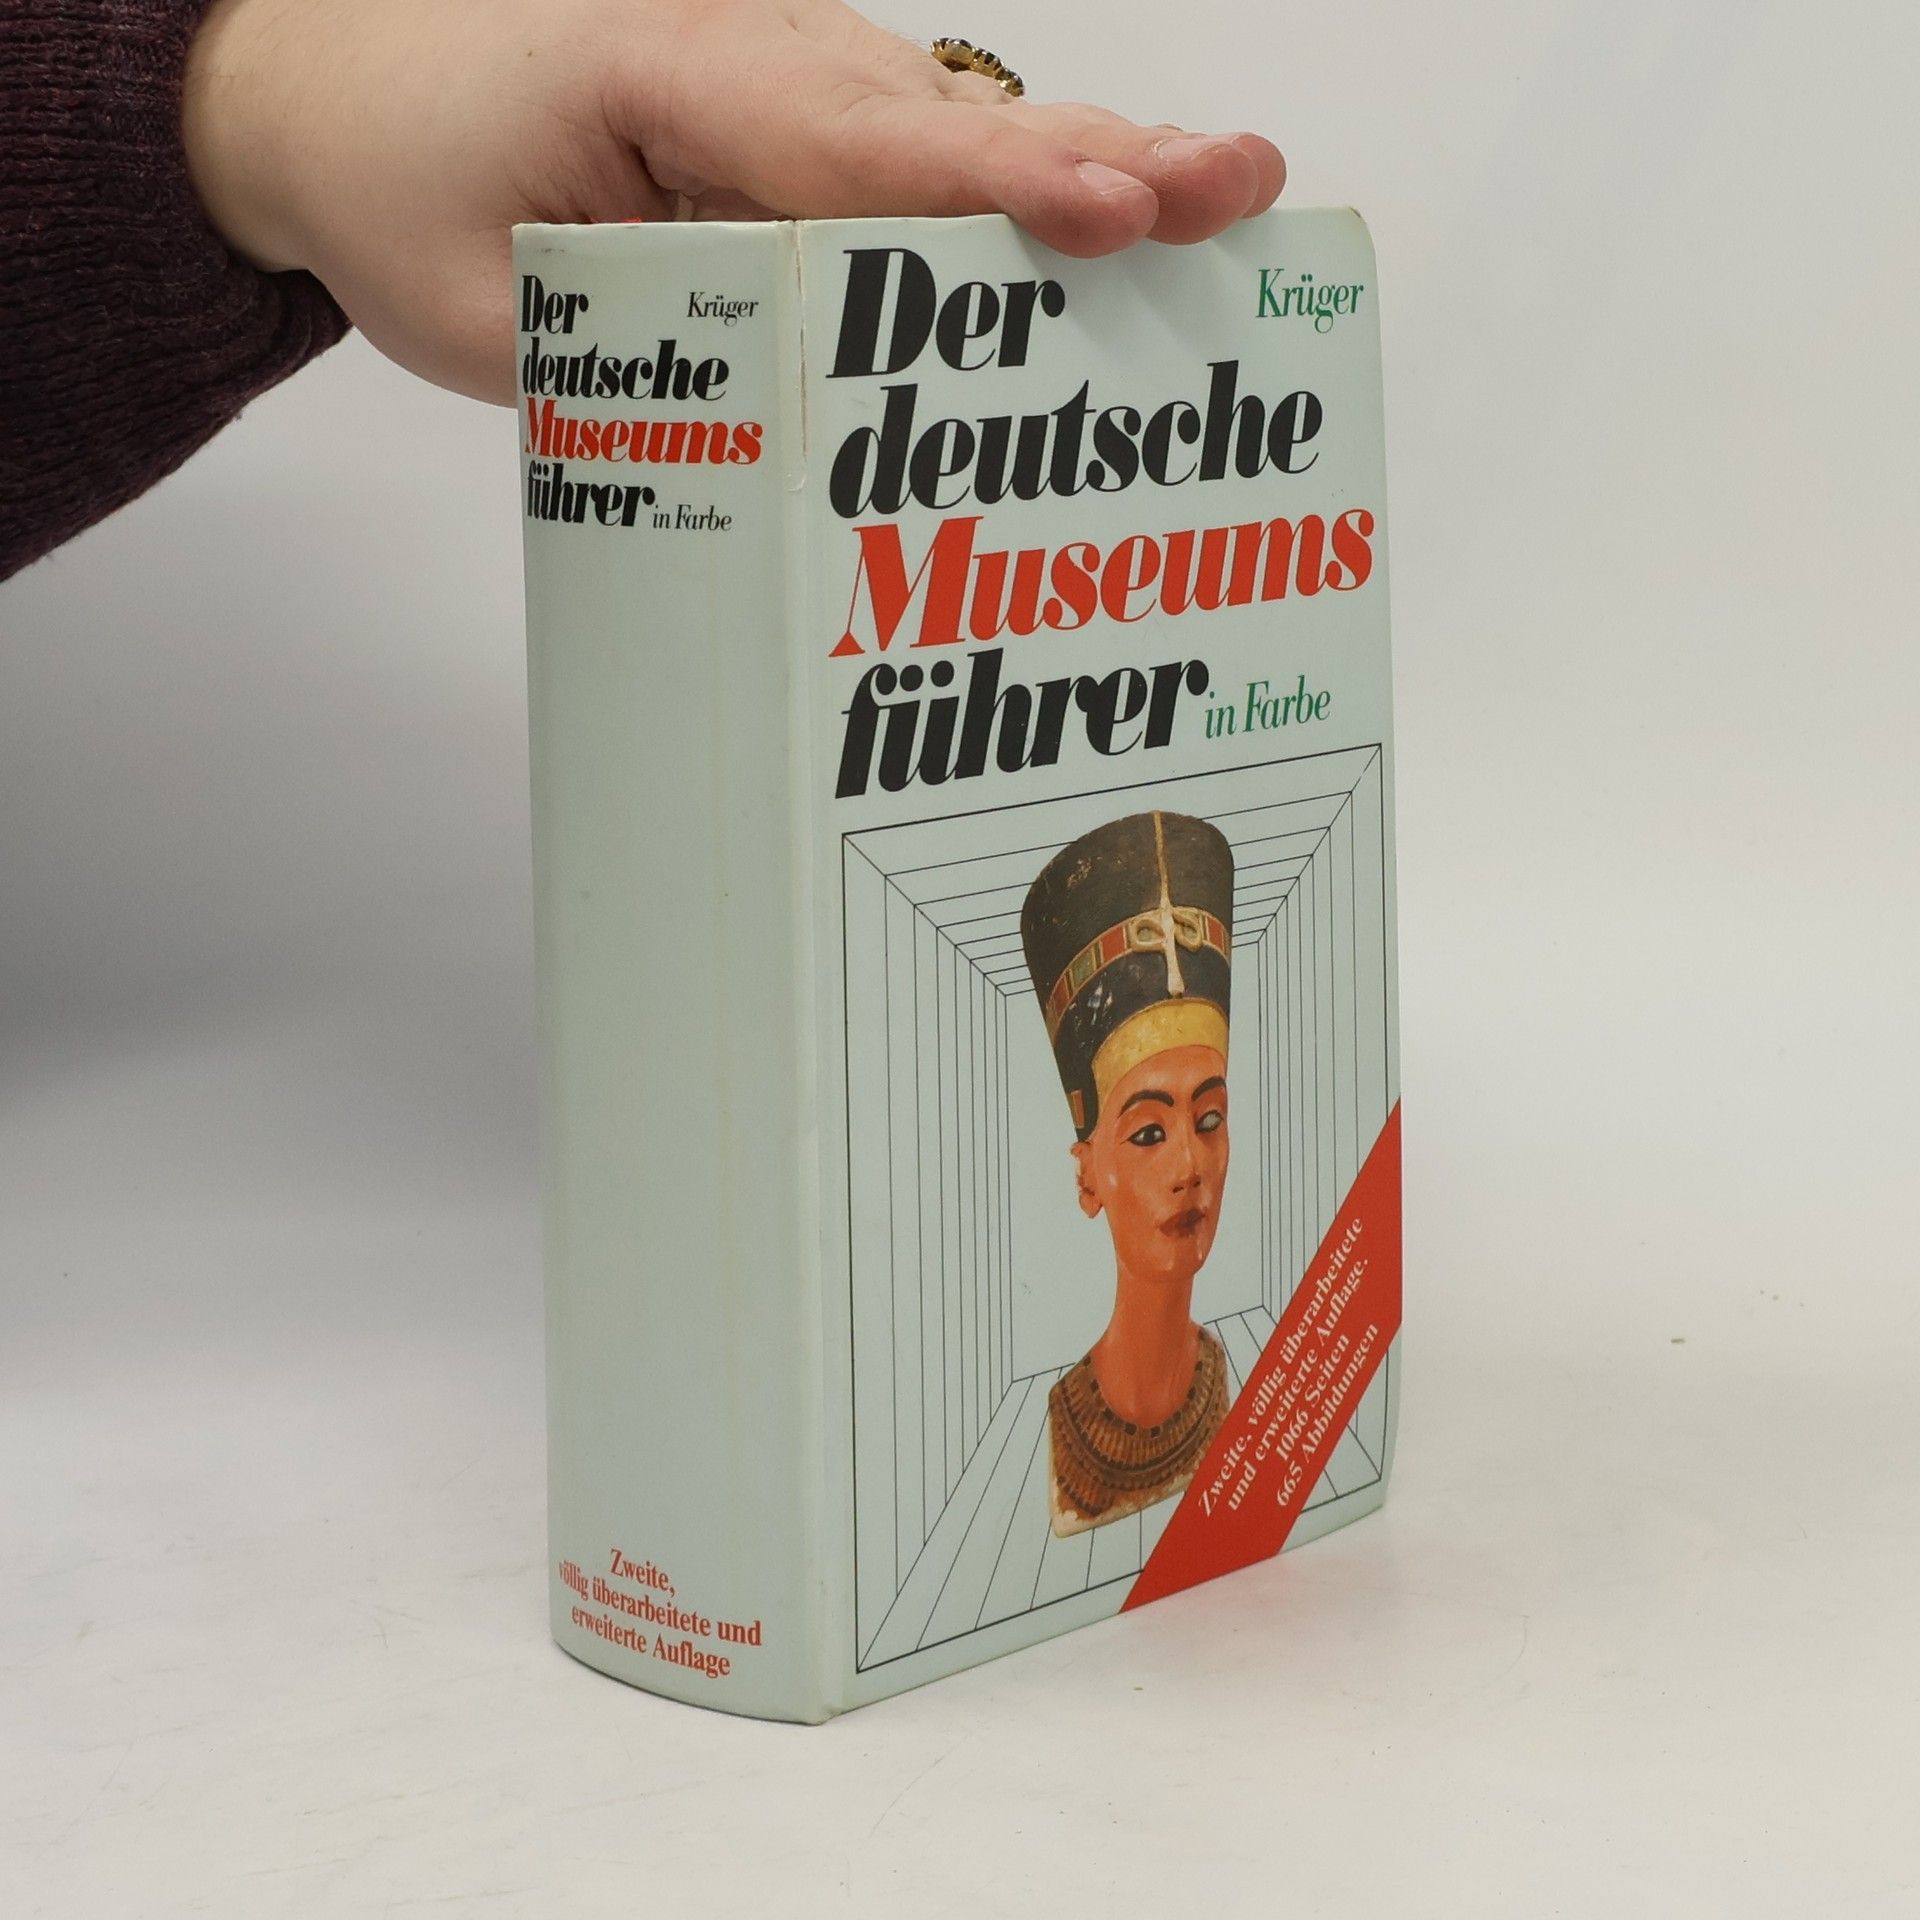 Der
Krüger
deutsche
Museums
führer in Farbe
Zweite,
völlig überarbeitete und
erweiterte Auflage
Der
Krüger
deutsche
Museums
führer in Farbe
Zweite, völlig überarbeitete
und erweiterte Auflage.
1066 Seiten
665 Abbildungen